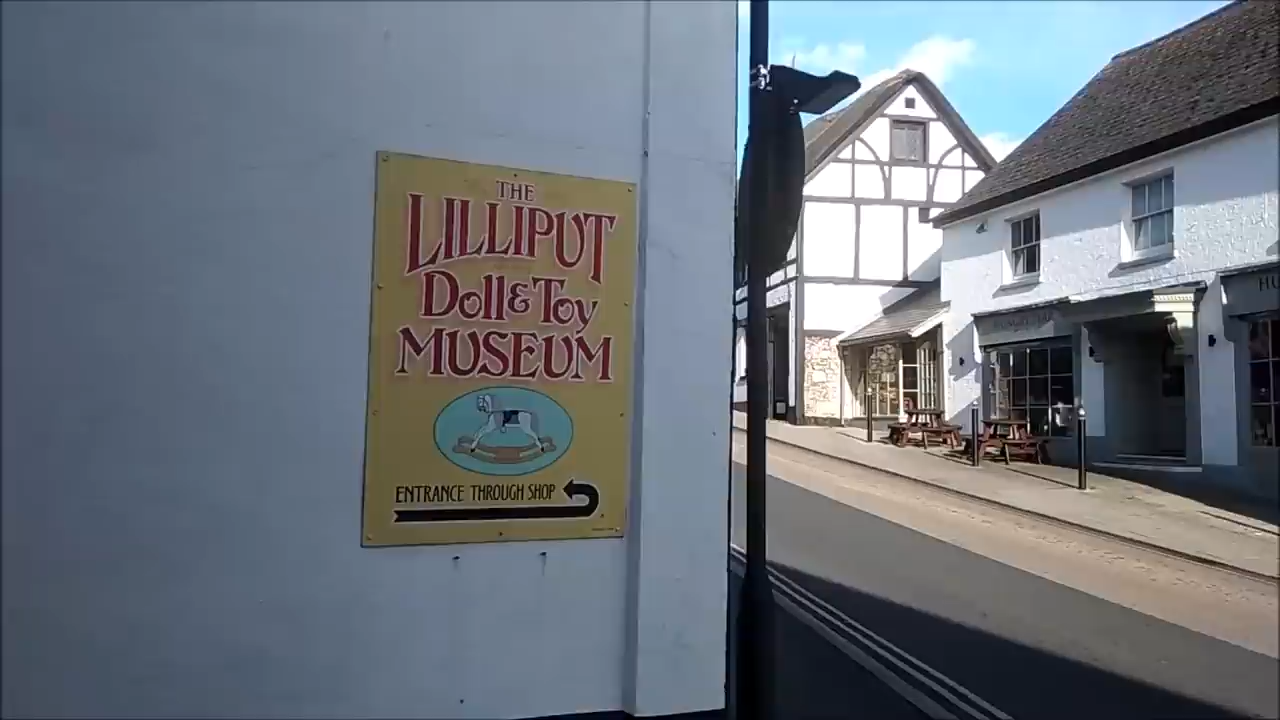 THE
LILLIPUT
Doll & Toy
MUSEUM
ENTRANCE THROUGH SHOP